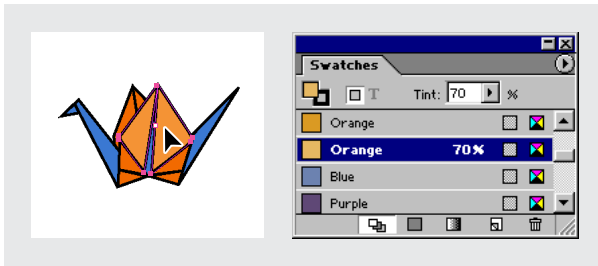 Swatches
T Tint: 70 %
Orange
Orange 70%
Blue
Purple